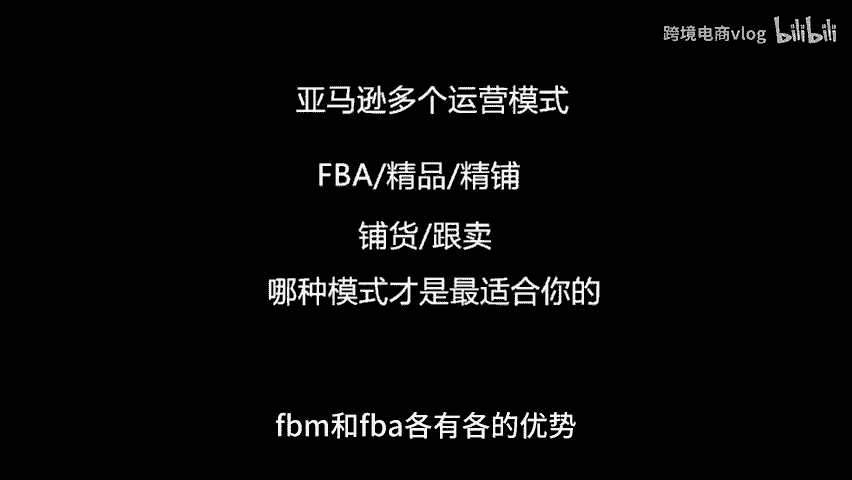 跨境电商vlog bilibili
亚马逊多个运营模式
FBA/精品/精铺
铺货/跟卖
哪种模式才是最适合你的
fbm和fba各有各的优势